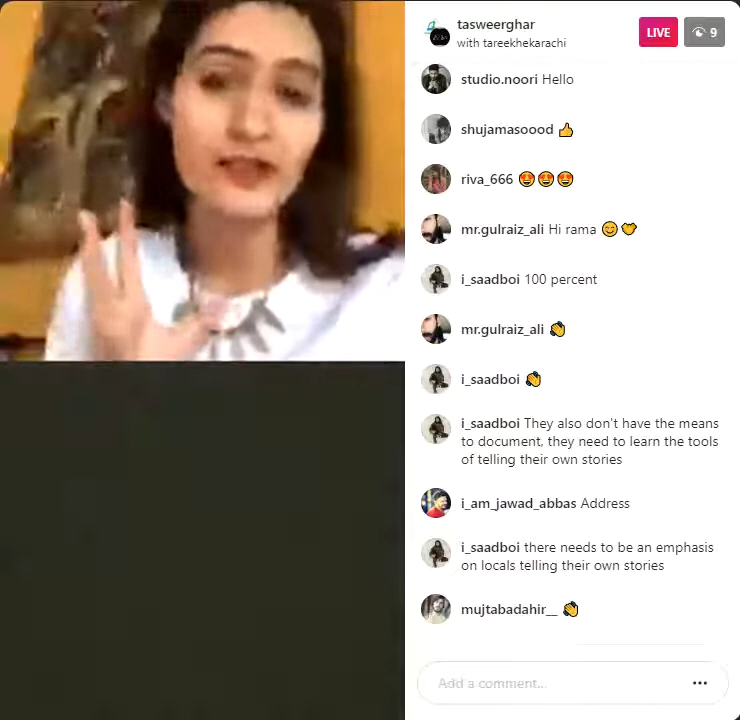 tasweerghar
with tareekhekarachi
LIVE
9
studio.noori Hello
shujamasoood 👍
riva_666 😍😍😍
mr.gulraiz_ali Hi rama 😊
i_saadboi 100 percent
mr.gulraiz_ali 👏
i_saadboi 👏
i_saadboi They also don't have the means
to document, they need to learn the tools
of telling their own stories
i_am_jawad_abbas Address
i_saadboi there needs to be an emphasis
on locals telling their own stories
mujtabadahir__ 👏
Add a comment...